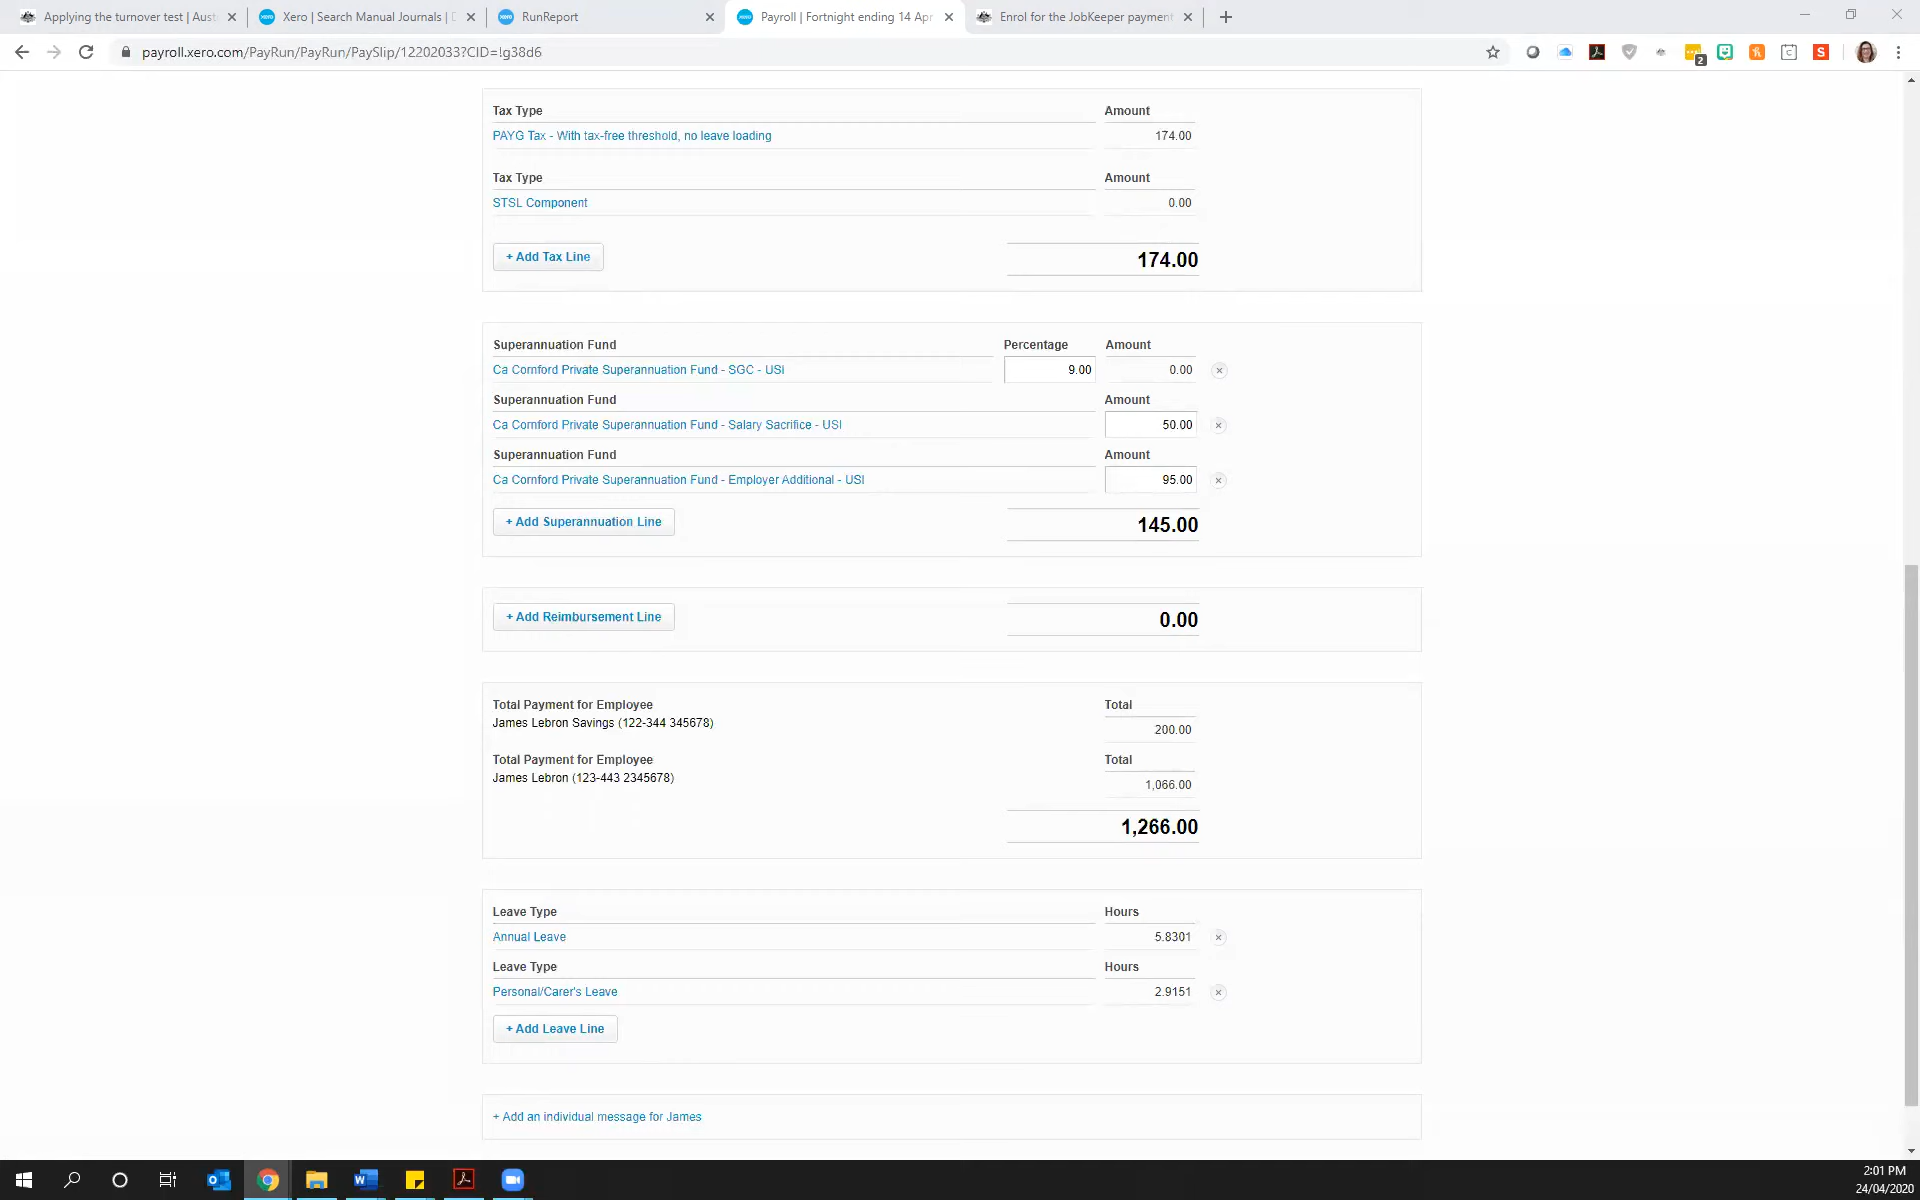 Applying the turnover test | Aust
Xero | Search Manual Journals | D
RunReport
Payroll | Fortnight ending 14 Apr
Enrol for the JobKeeper payment
payroll.xero.com/PayRun/PayRun/PaySlip/12202033?CID=!g38d6
2
Tax Type Amount
PAYG Tax - With tax-free threshold, no leave loading 174.00
Tax Type Amount
STSL Component 0.00
+ Add Tax Line 174.00
Superannuation Fund Percentage Amount
Ca Cornford Private Superannuation Fund - SGC - USI 9.00 0.00
Superannuation Fund Amount
Ca Cornford Private Superannuation Fund - Salary Sacrifice - USI 50.00
Superannuation Fund Amount
Ca Cornford Private Superannuation Fund - Employer Additional - USI 95.00
+ Add Superannuation Line 145.00
+ Add Reimbursement Line 0.00
Total Payment for Employee Total
James Lebron Savings (122-344 345678)
200.00
Total Payment for Employee Total
James Lebron (123-443 2345678)
1,066.00
1,266.00
Leave Type Hours
Annual Leave 5.8301
Leave Type Hours
Personal/Carer's Leave 2.9151
+ Add Leave Line
+ Add an individual message for James
2:01 PM
24/04/2020